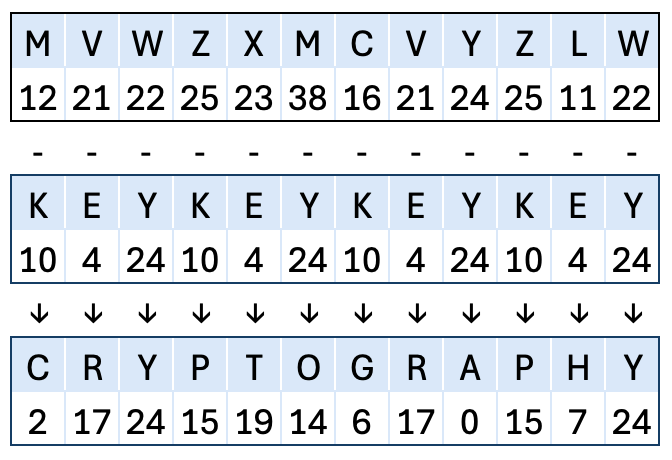 M V W Z X M C V Y Z L W
12 21 22 25 23 38 16 21 24 25 11 22
- - - - - - - - - - - -
K E Y K E Y K E Y K E Y
10 4 24 10 4 24 10 4 24 10 4 24
↓ ↓ ↓ ↓ ↓ ↓ ↓ ↓ ↓ ↓ ↓ ↓
C R Y P T O G R A P H Y
2 17 24 15 19 14 6 17 0 15 7 24